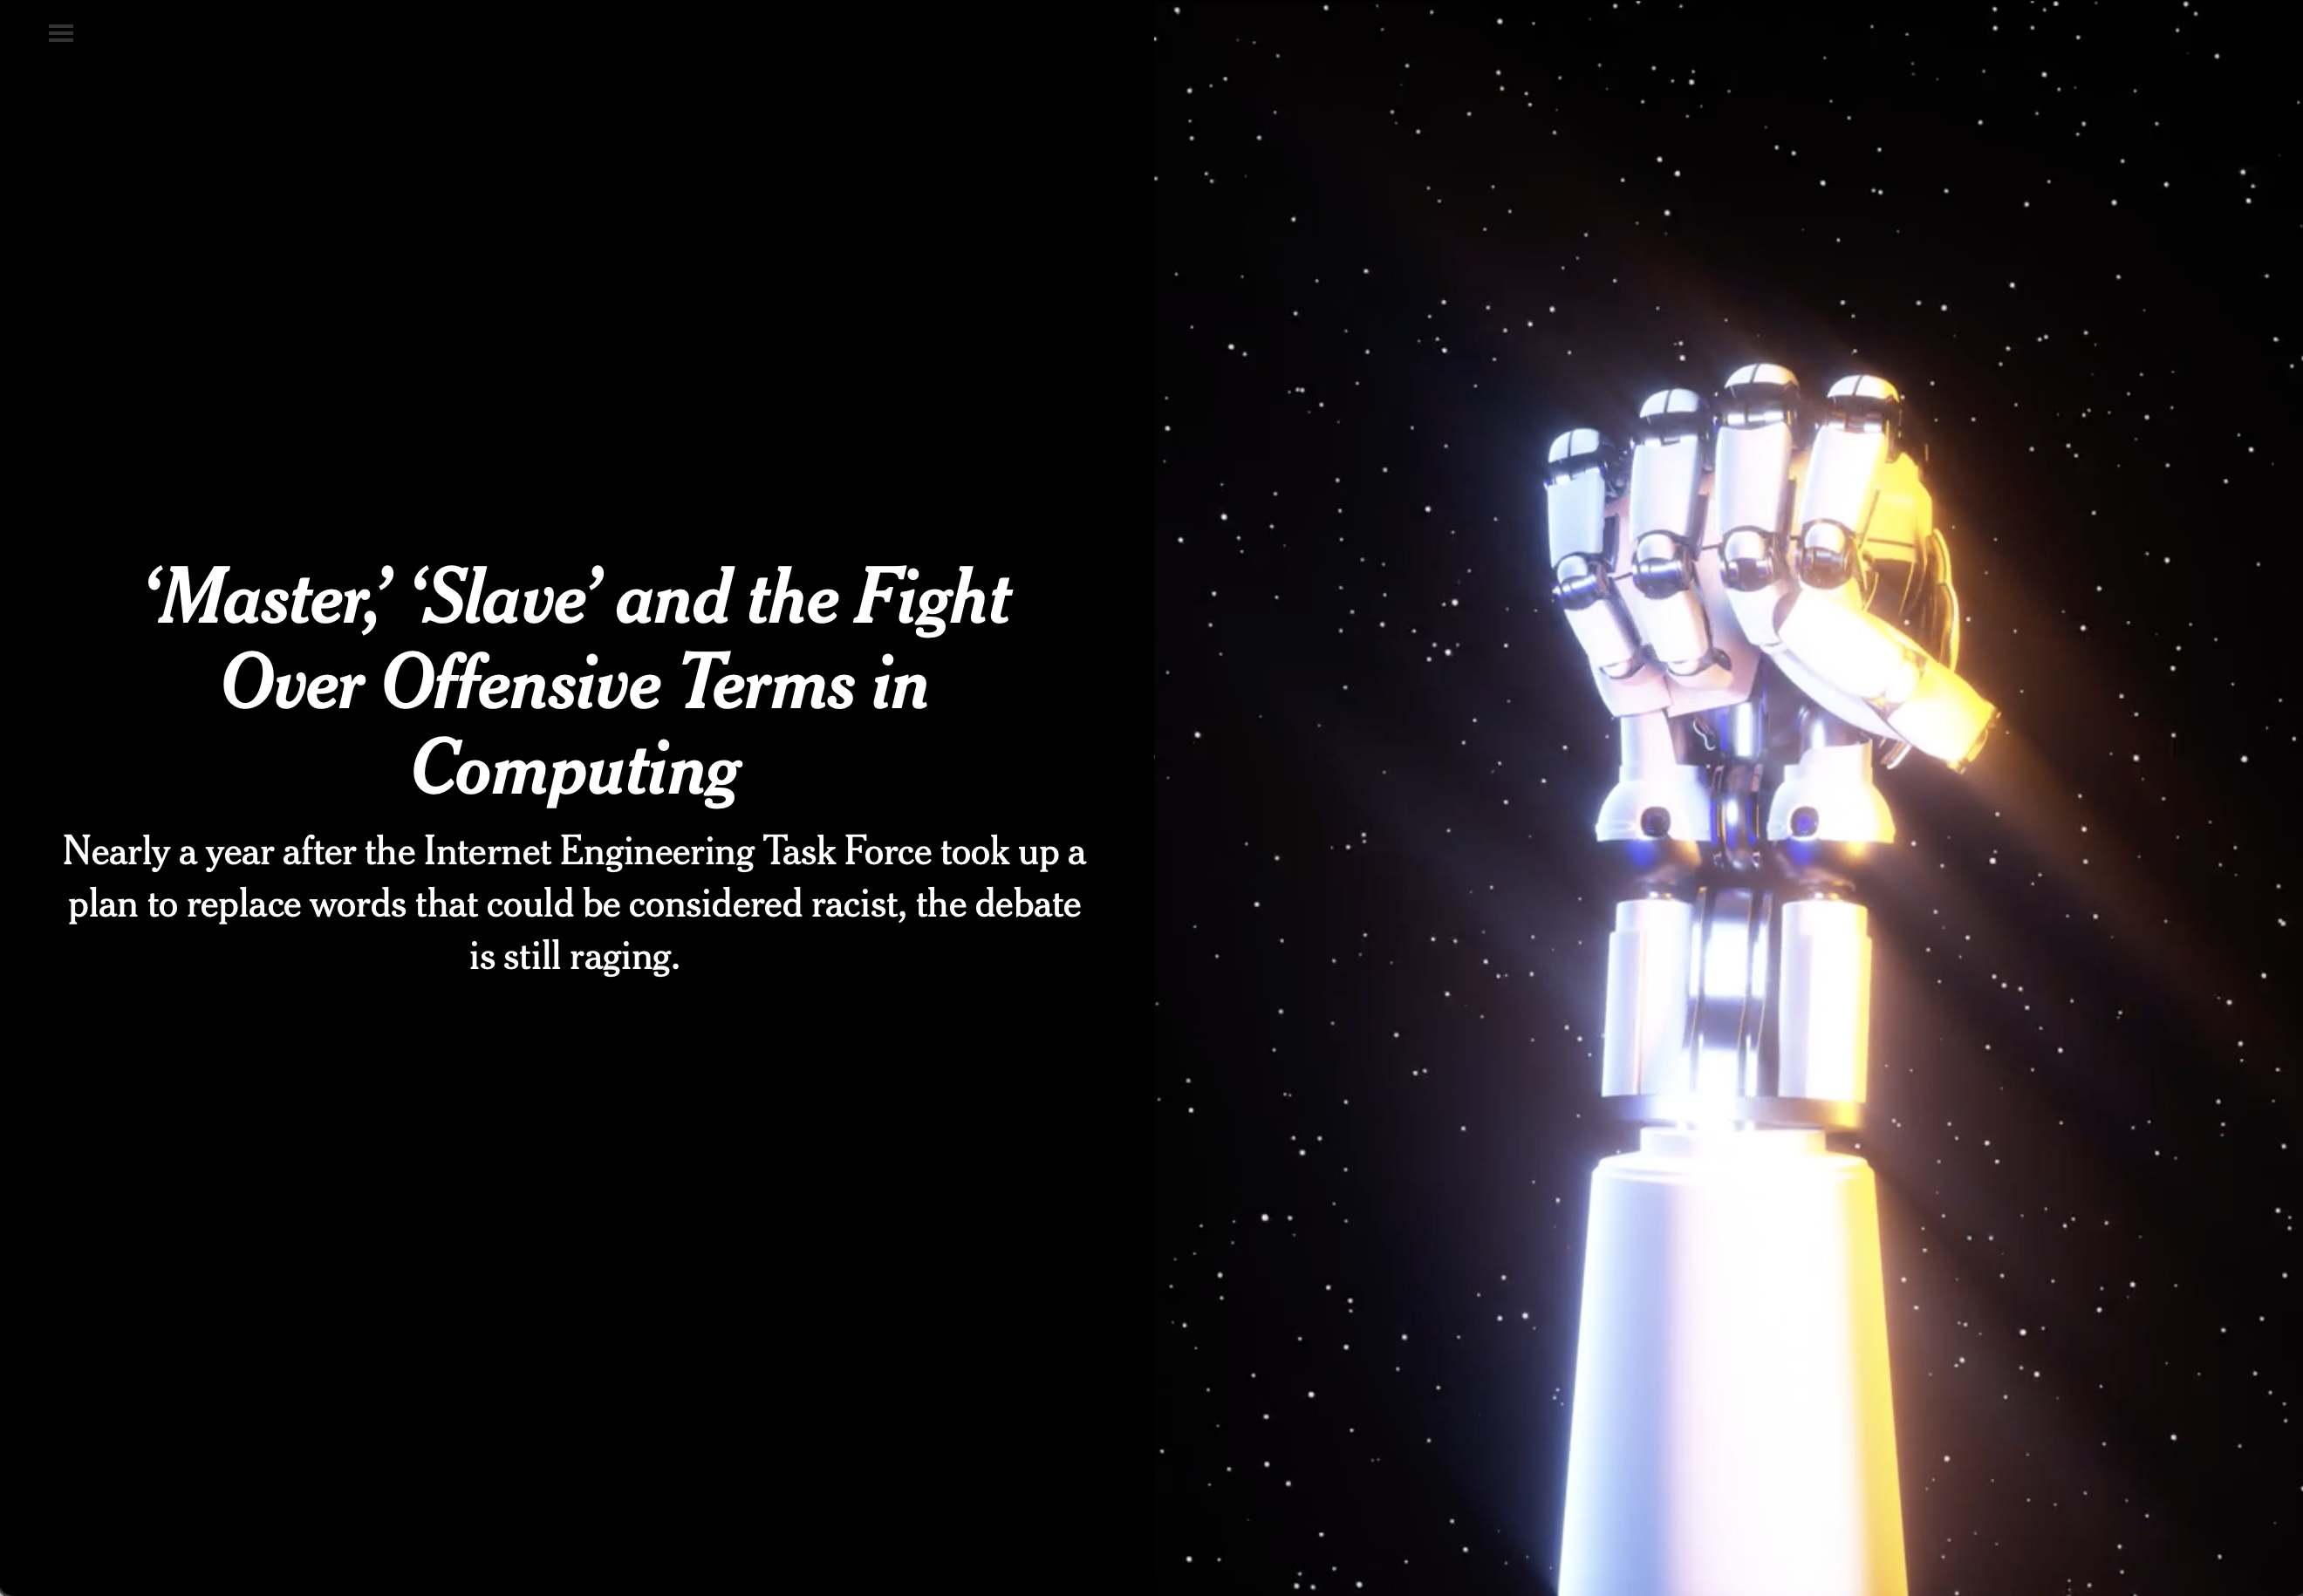 ‘Master,’ ‘Slave’ and the Fight
Over Offensive Terms in
Computing
Nearly a year after the Internet Engineering Task Force took up a
plan to replace words that could be considered racist, the debate
is still raging.